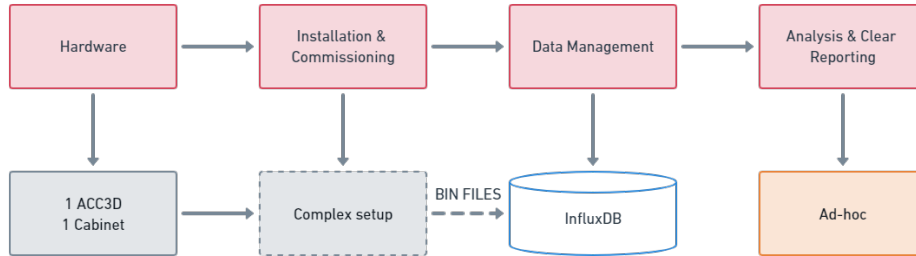 Hardware
Installation &
Commissioning
Data Management
Analysis & Clear
Reporting
1 ACC3D
1 Cabinet
Complex setup
BIN FILES
InfluxDB
Ad-hoc